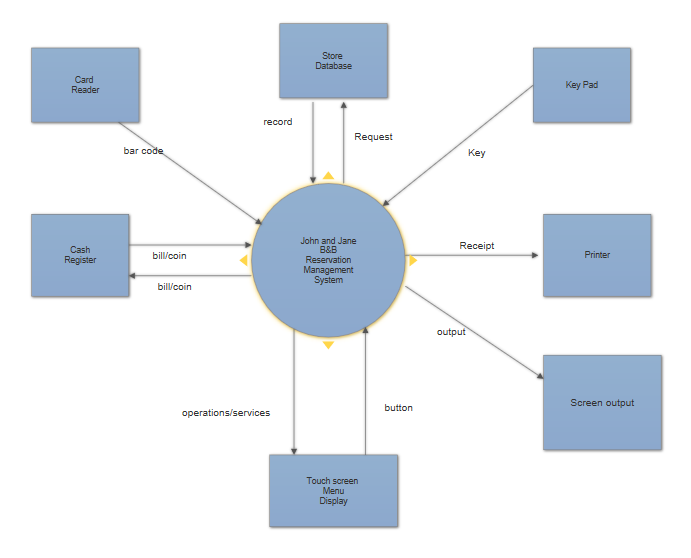 Store
Database
Card
Reader
Key Pad
record
Request
bar code
Key
John and Jane
B&B
Reservation
Management
System
Cash
Register
bill/coin
bill/coin
Receipt
Printer
output
Screen output
operations/services
button
Touch screen
Menu
Display